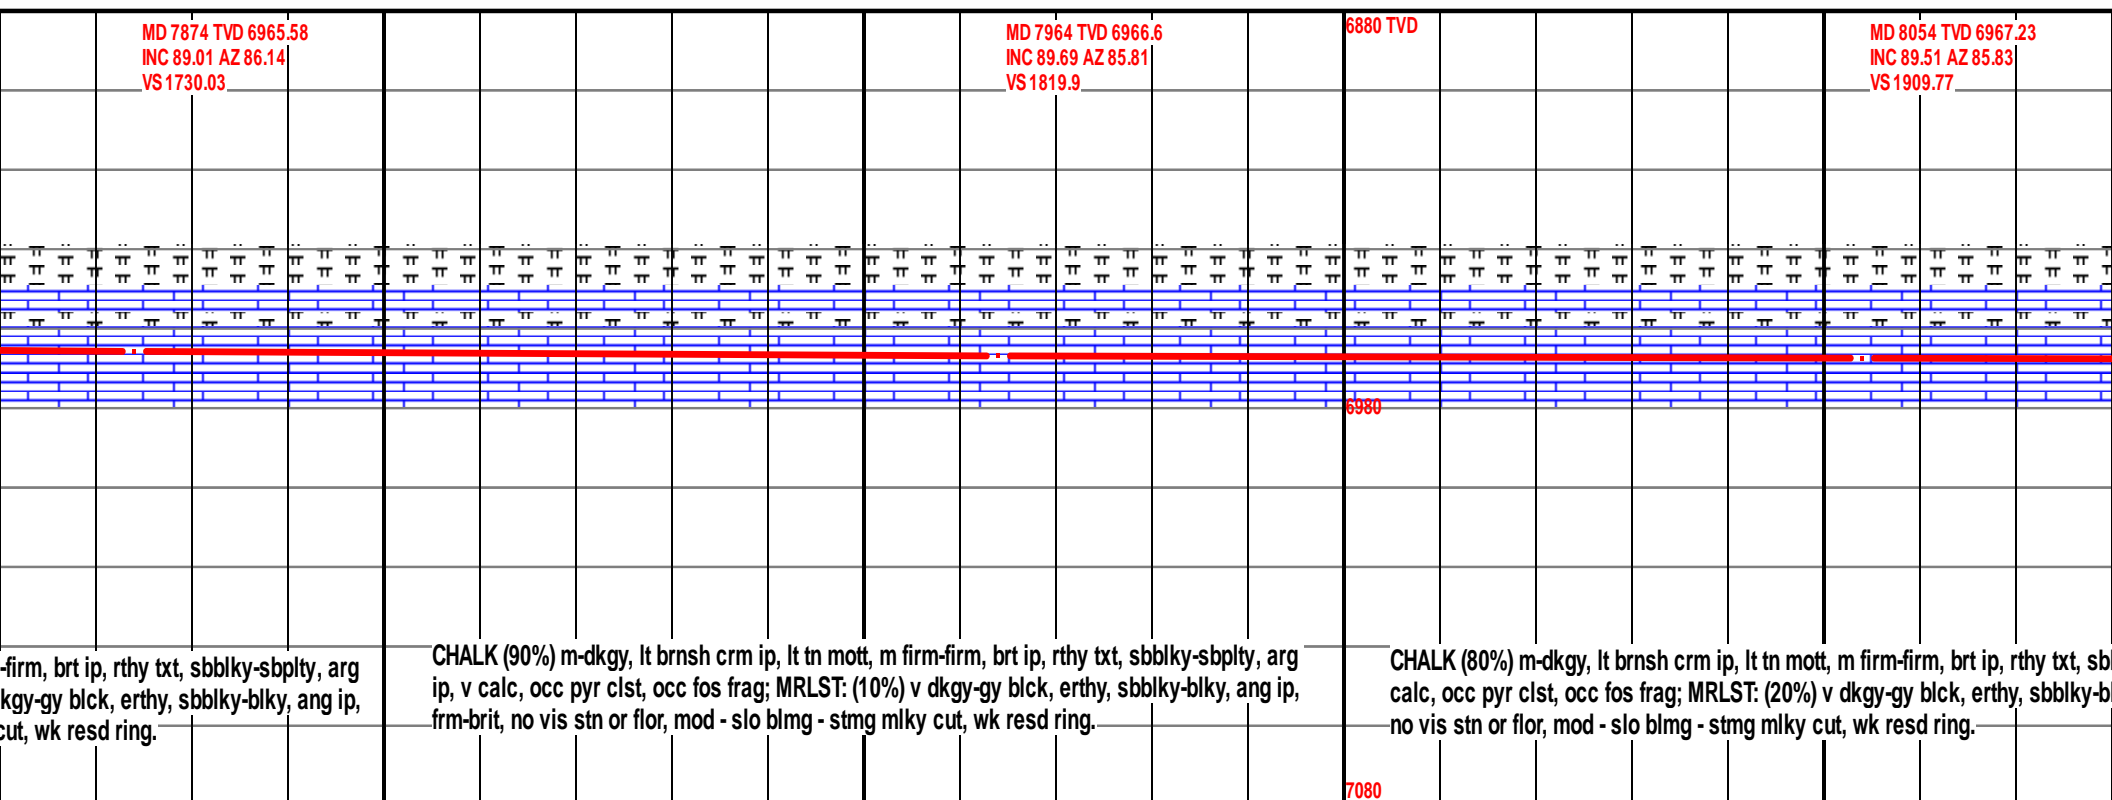 MD 7874 TVD 6965.58
INC 89.01 AZ 86.14
VS 1730.03
MD 7964 TVD 6966.6
INC 89.69 AZ 85.81
VS 1819.9
6880 TVD
MD 8054 TVD 6967.23
INC 89.51 AZ 85.83
VS 1909.77
6980
-firm, brt ip, rthy txt, sbblky-sbplty, arg
kgy-gy blck, erthy, sbblky-blky, ang ip,
cut, wk resd ring.
CHALK (90%) m-dkgy, lt brnsh crm ip, lt tn mott, m firm-firm, brt ip, rthy txt, sbblky-sbplty, arg
ip, v calc, occ pyr clst, occ fos frag; MRLST: (10%) v dkgy-gy blck, erthy, sbblky-blky, ang ip,
frm-brit, no vis stn or flor, mod - slo blmg - stmg mlky cut, wk resd ring.
CHALK (80%) m-dkgy, lt brnsh crm ip, lt tn mott, m firm-firm, brt ip, rthy txt, sbl
calc, occ pyr clst, occ fos frag; MRLST: (20%) v dkgy-gy blck, erthy, sbblky-bl
no vis stn or flor, mod - slo blmg - stmg mlky cut, wk resd ring.
7080